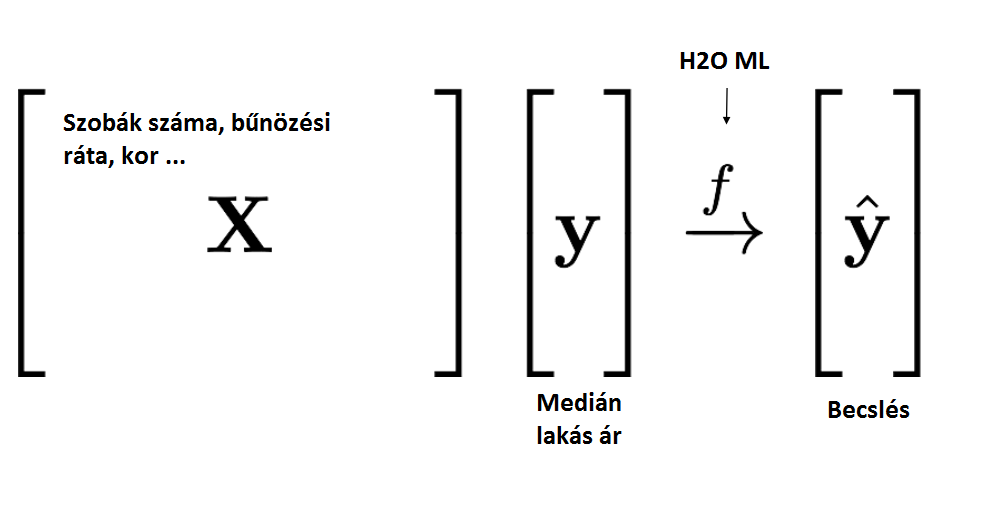 H2O ML
Szobák száma, bűnözési
ráta, kor ...
X
y
f
ŷ
Medián
lakás ár
Becslés